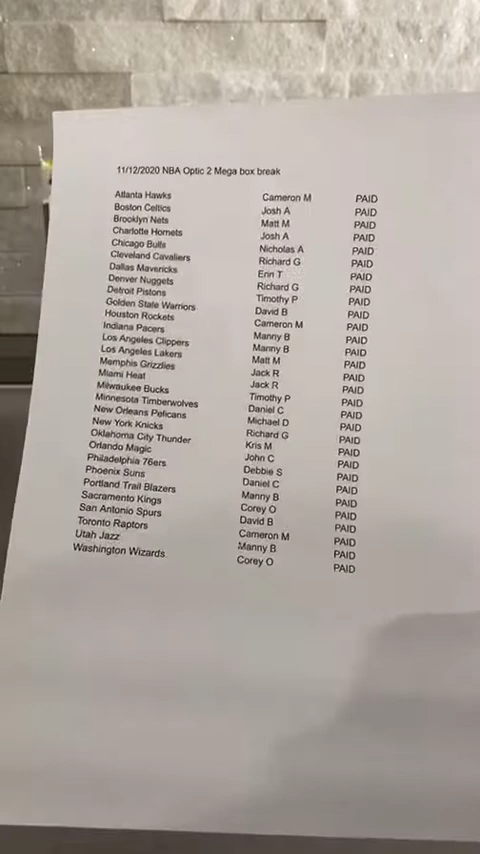 11/12/2020 NBA Optic 2 Mega box break
Atlanta Hawks Cameron M PAID
Boston Celtics Josh A PAID
Brooklyn Nets Matt M PAID
Charlotte Hornets Josh A PAID
Chicago Bulls Nicholas A PAID
Cleveland Cavaliers Richard G PAID
Dallas Mavericks Erin T PAID
Denver Nuggets Richard G PAID
Detroit Pistons Timothy P PAID
Golden State Warriors David B PAID
Houston Rockets Cameron M PAID
Indiana Pacers Manny B PAID
Los Angeles Clippers Manny B PAID
Los Angeles Lakers Matt M PAID
Memphis Grizzlies Jack R PAID
Miami Heat Jack R PAID
Milwaukee Bucks Timothy P PAID
Minnesota Timberwolves Daniel C PAID
New Orleans Pelicans Michael D PAID
New York Knicks Richard G PAID
Oklahoma City Thunder Kris M PAID
Orlando Magic John C PAID
Philadelphia 76ers Debbie S PAID
Phoenix Suns Daniel C PAID
Portland Trail Blazers Manny B PAID
Sacramento Kings Corey O PAID
San Antonio Spurs David B PAID
Toronto Raptors Cameron M PAID
Utah Jazz Manny B PAID
Washington Wizards Corey O PAID